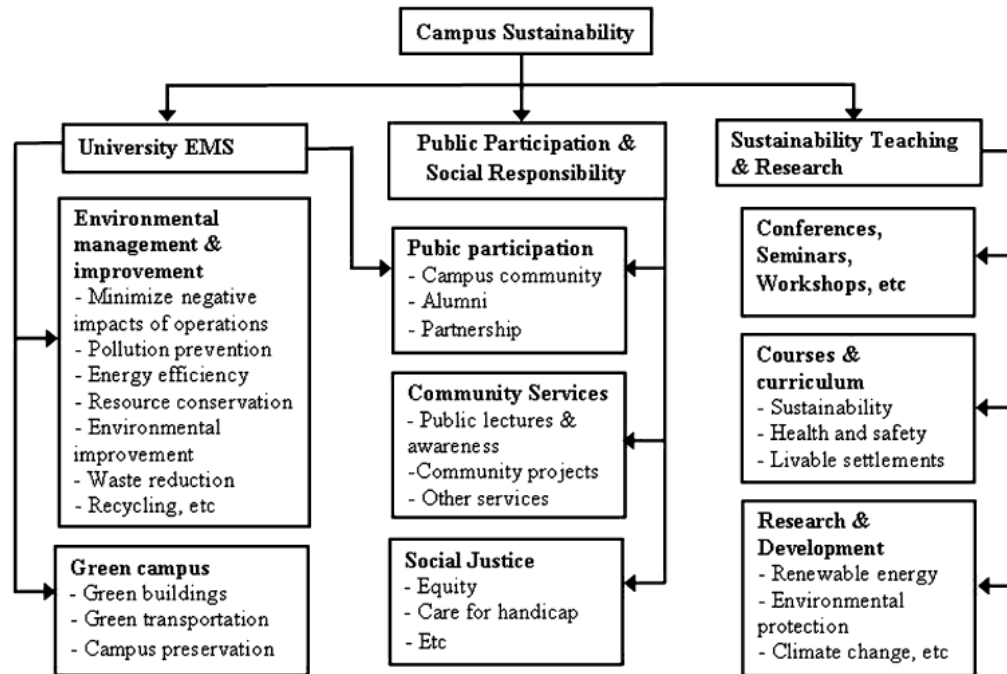 Campus Sustainability
University EMS
Public Participation &
Social Responsibility
Sustainability Teaching
& Research
Environmental
management &
improvement
- Minimize negative
impacts of operations
- Pollution prevention
- Energy efficiency
- Resource conservation
- Environmental
improvement
- Waste reduction
- Recycling, etc
Green campus
- Green buildings
- Green transportation
- Campus preservation
Pubic participation
- Campus community
- Alumni
- Partnership
Community Services
- Public lectures &
awareness
-Community projects
- Other services
Social Justice
- Equity
- Care for handicap
- Etc
Conferences,
Seminars,
Workshops, etc
Courses &
curriculum
- Sustainability
- Health and safety
- Livable settlements
Research &
Development
- Renewable energy
- Environmental
protection
- Climate change, etc